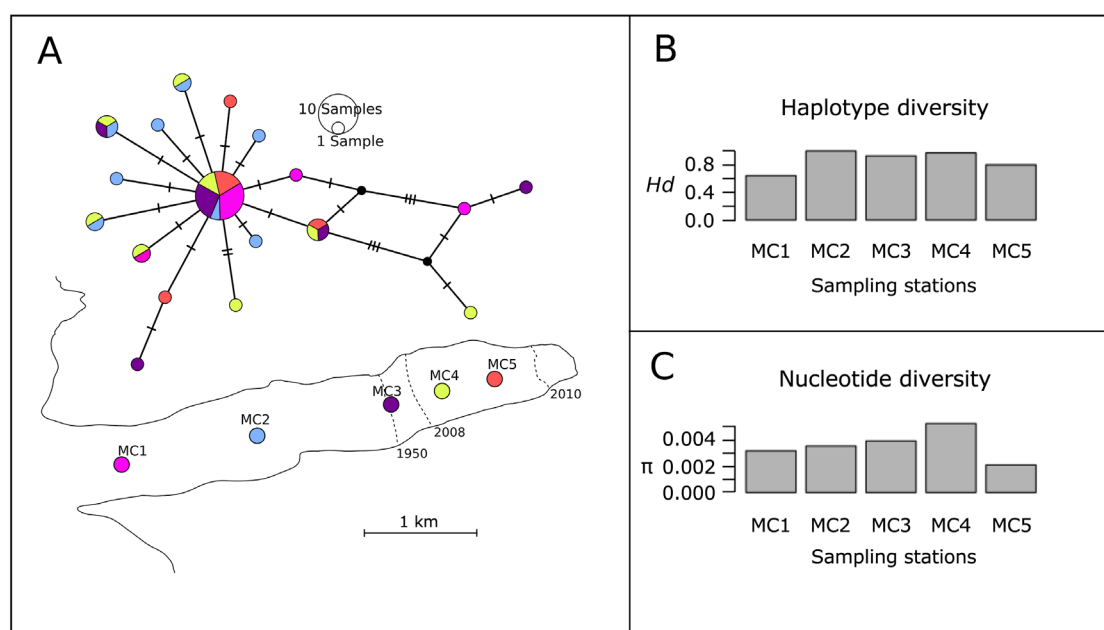 A
10 Samples
1 Sample
MC1
MC2
MC3
MC4
MC5
1950
2008
2010
1 km
B
Haplotype diversity
Hd
0.8
0.4
0.0
MC1 MC2 MC3 MC4 MC5
Sampling stations
C
Nucleotide diversity
π
0.004
0.002
0.000
MC1 MC2 MC3 MC4 MC5
Sampling stations